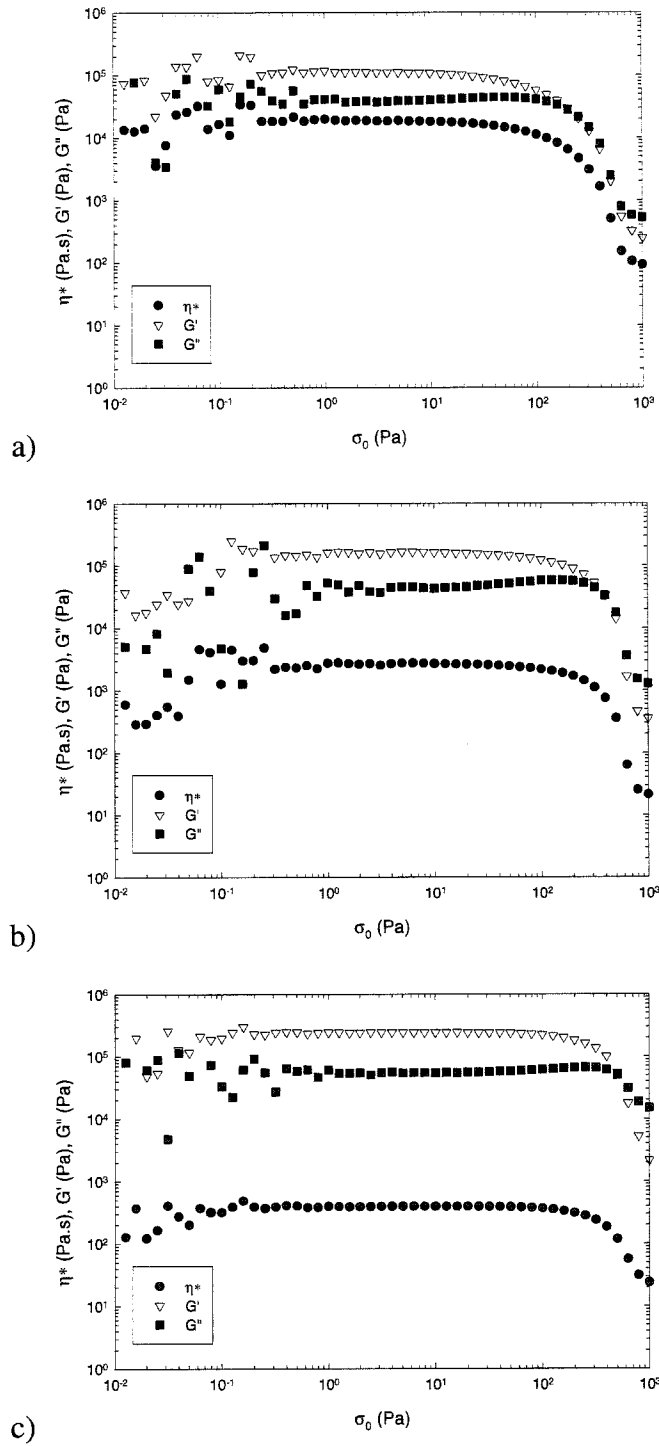 10⁶
10⁵
10⁴
10³
10²
10¹
10⁰
η* (Pa.s), G' (Pa), G'' (Pa)
η*
G'
G''
10⁻² 10⁻¹ 10⁰ 10¹ 10² 10³
σ₀ (Pa)
a)
10⁶
10⁵
10⁴
10³
10²
10¹
10⁰
η* (Pa.s), G' (Pa), G'' (Pa)
η*
G'
G''
10⁻² 10⁻¹ 10⁰ 10¹ 10² 10³
σ₀ (Pa)
b)
10⁶
10⁵
10⁴
10³
10²
10¹
10⁰
η* (Pa.s), G' (Pa), G'' (Pa)
η*
G'
G''
10⁻² 10⁻¹ 10⁰ 10¹ 10² 10³
σ₀ (Pa)
c)